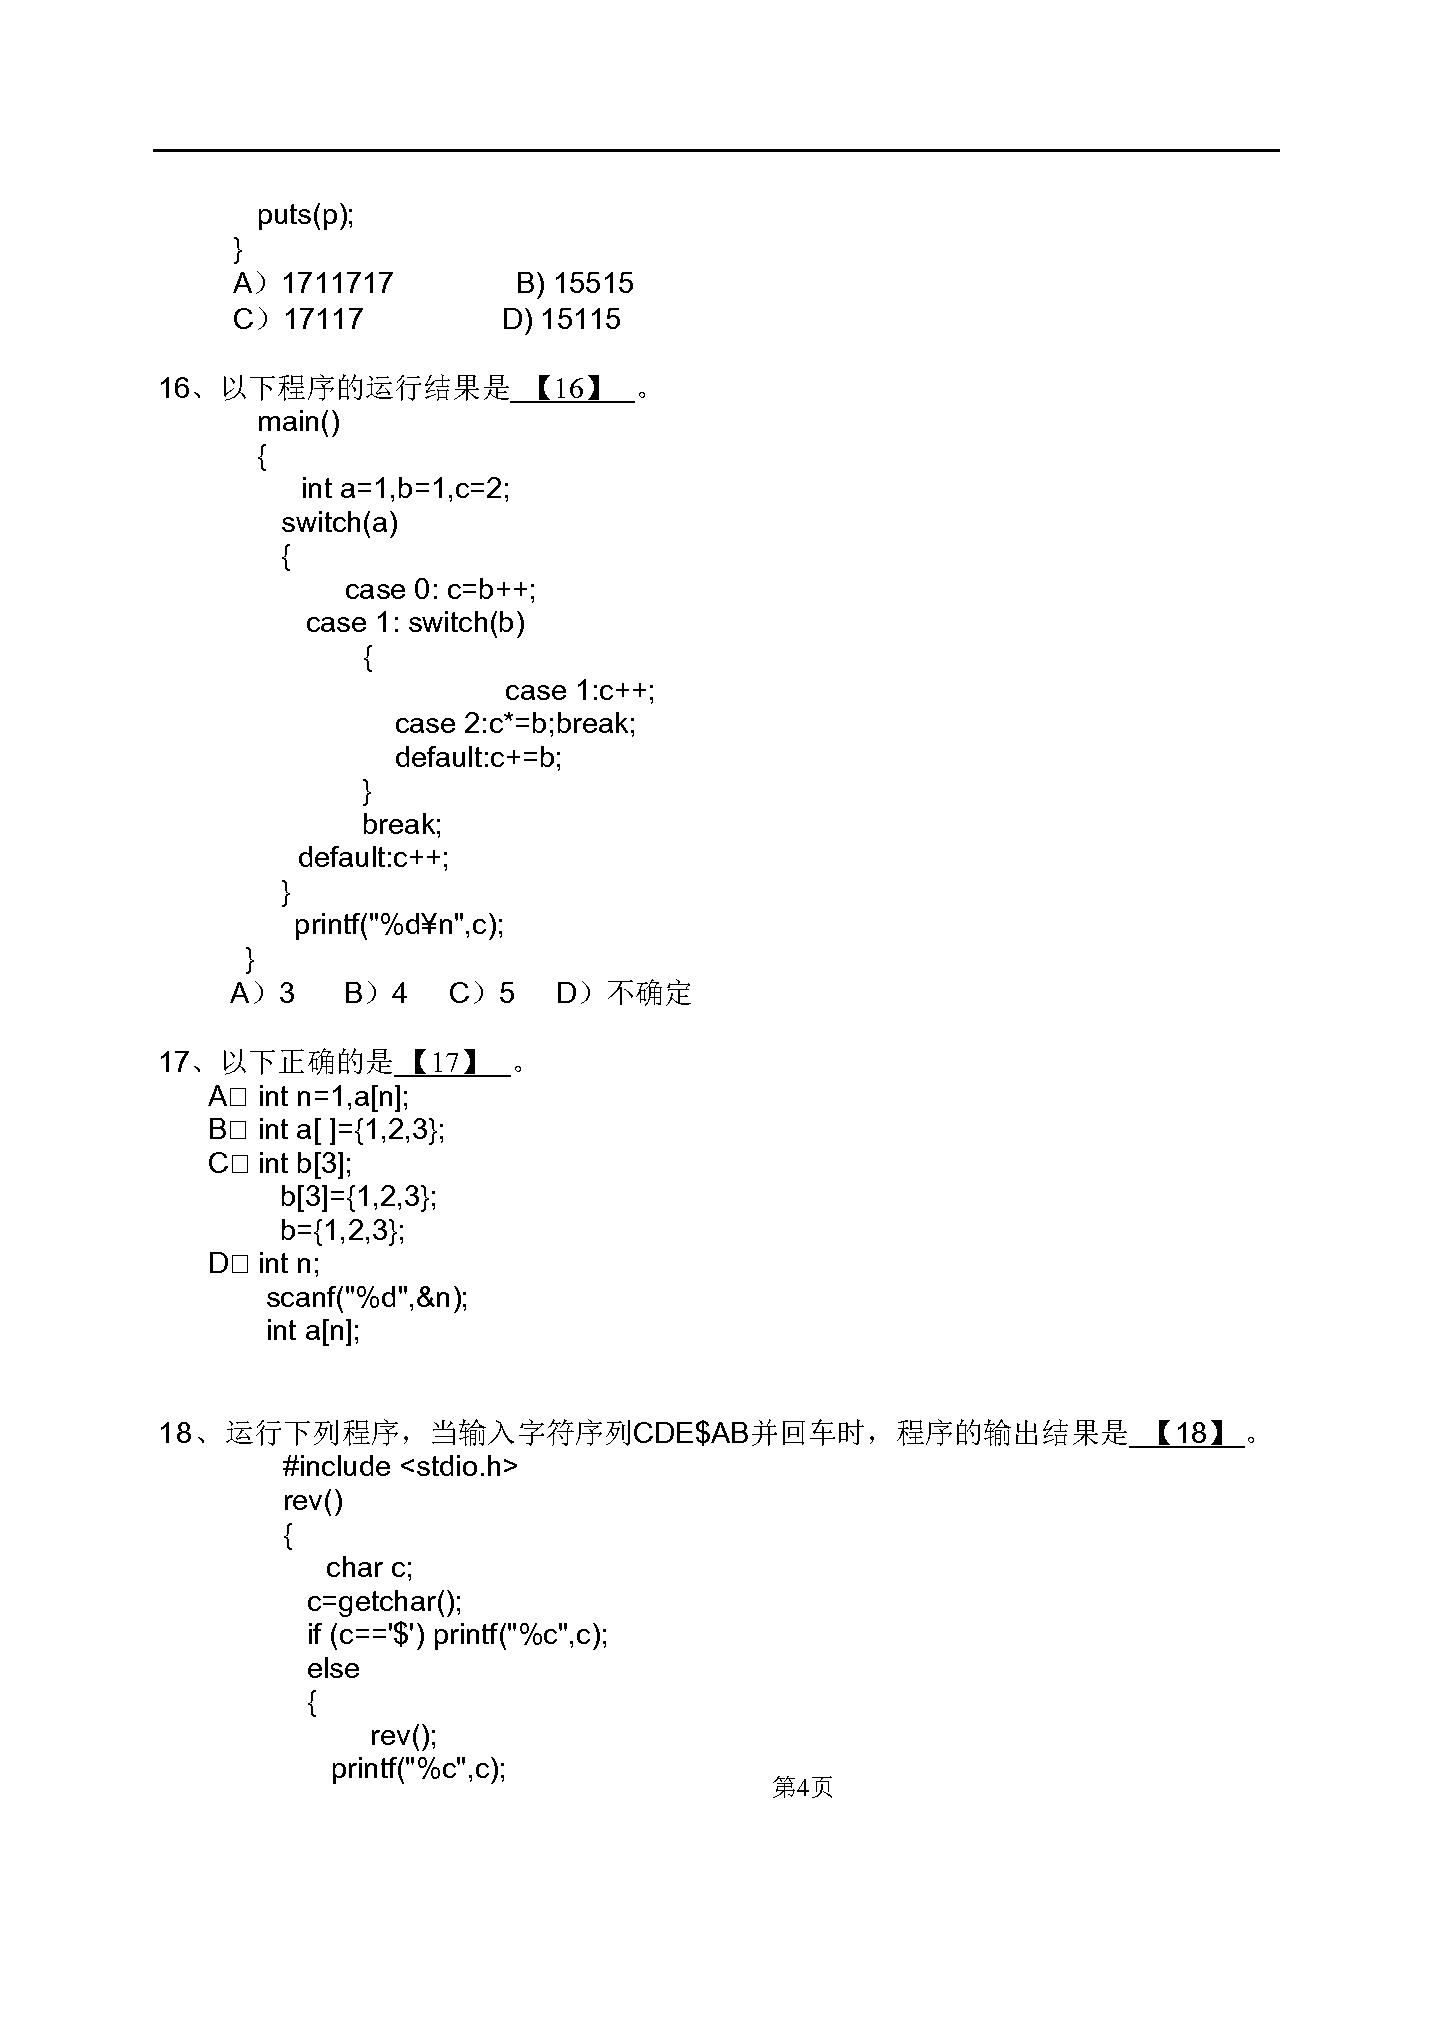 puts(p);
}
A）1711717 B) 15515
C）17117 D) 15115
16、以下程序的运行结果是 【16】 。
main()
{
int a=1,b=1,c=2;
switch(a)
{
case 0: c=b++;
case 1: switch(b)
{
case 1:c++;
case 2:c*=b;break;
default:c+=b;
}
break;
default:c++;
}
printf("%d¥n",c);
}
A）3 B）4 C）5 D）不确定
17、以下正确的是 【17】 。
A□ int n=1,a[n];
B□ int a[ ]={1,2,3};
C□ int b[3];
b[3]={1,2,3};
b={1,2,3};
D□ int n;
scanf("%d",&n);
int a[n];
18、运行下列程序，当输入字符序列CDE$AB并回车时，程序的输出结果是 【18】 。
#include <stdio.h>
rev()
{
char c;
c=getchar();
if (c=='$') printf("%c",c);
else
{
rev();
printf("%c",c);
第4页